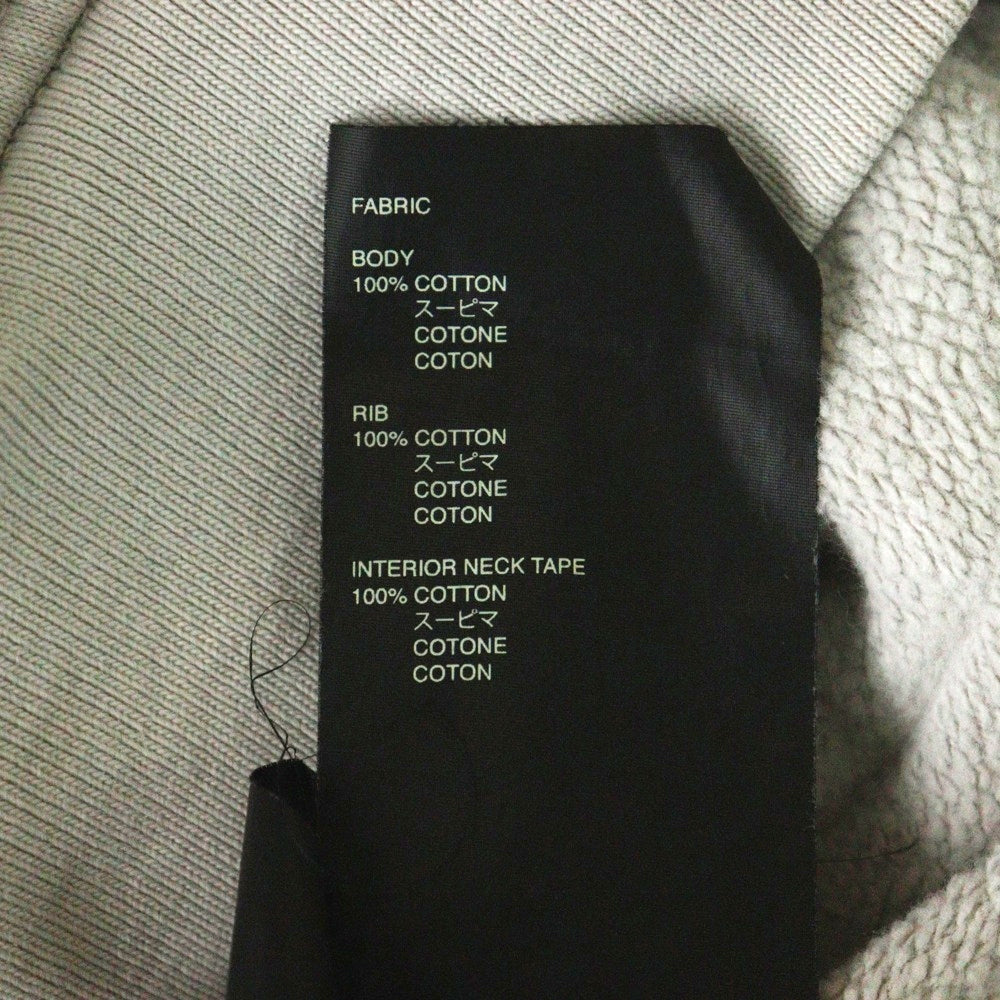 FABRIC
BODY
100% COTTON
スーピマ
COTONE
COTON
RIB
100% COTTON
スーピマ
COTONE
COTON
INTERIOR NECK TAPE
100% COTTON
スーピマ
COTONE
COTON